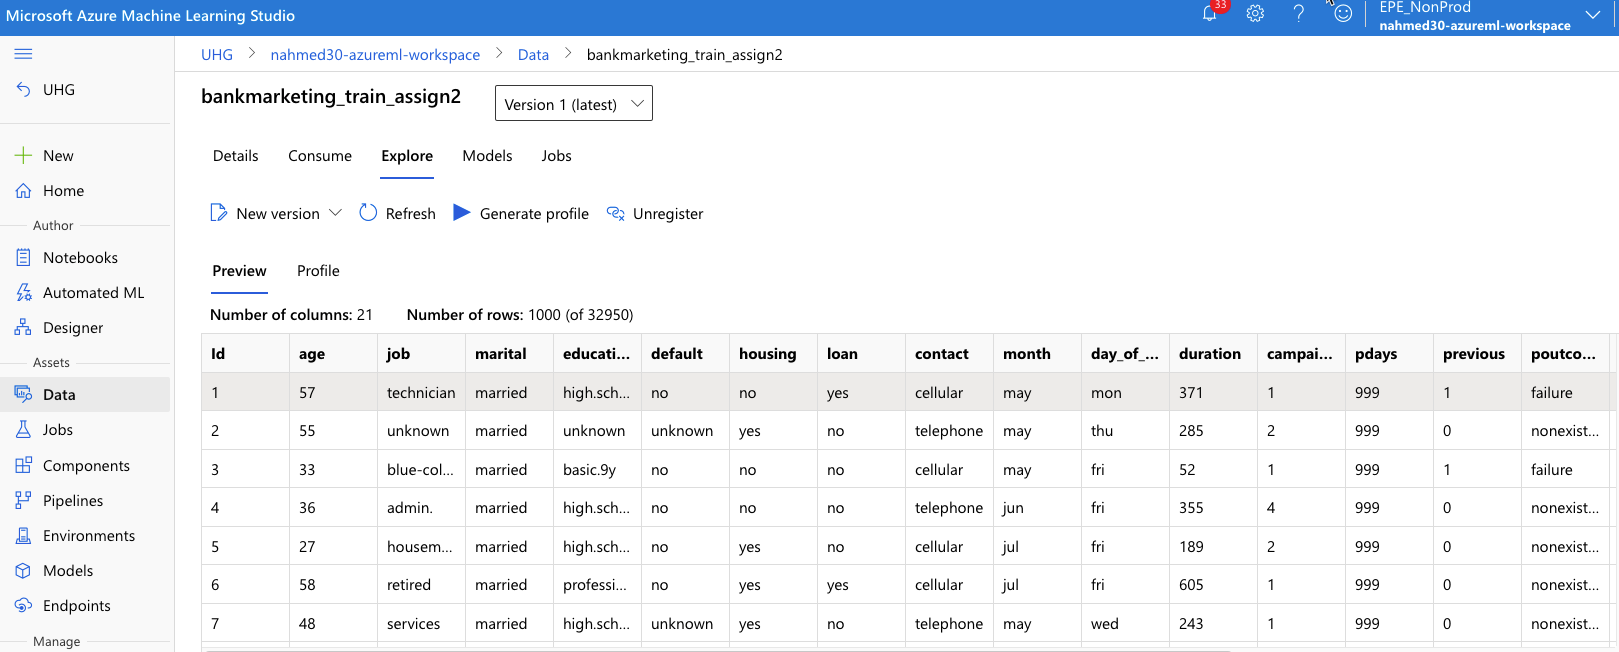 Microsoft Azure Machine Learning Studio
33
EPE_NonProd
nahmed30-azureml-workspace
UHG > nahmed30-azureml-workspace > Data > bankmarketing_train_assign2
UHG
New
Home
Author
Notebooks
Automated ML
Designer
Assets
Data
Jobs
Components
Pipelines
Environments
Models
Endpoints
Manage
bankmarketing_train_assign2
Version 1 (latest)
Details Consume Explore Models Jobs
New version Refresh Generate profile Unregister
Preview Profile
Number of columns: 21 Number of rows: 1000 (of 32950)
Id age job marital educati... default housing loan contact month day_of_... duration campai... pdays previous poutco...
1 57 technician married high.sch... no no yes cellular may mon 371 1 999 1 failure
2 55 unknown married unknown unknown yes no telephone may thu 285 2 999 0 nonexist...
3 33 blue-col... married basic.9y no no no cellular may fri 52 1 999 1 failure
4 36 admin. married high.sch... no no no telephone jun fri 355 4 999 0 nonexist...
5 27 housem... married high.sch... no yes no cellular jul fri 189 2 999 0 nonexist...
6 58 retired married professi... no yes yes cellular jul fri 605 1 999 0 nonexist...
7 48 services married high.sch... unknown yes no telephone may wed 243 1 999 0 nonexist...